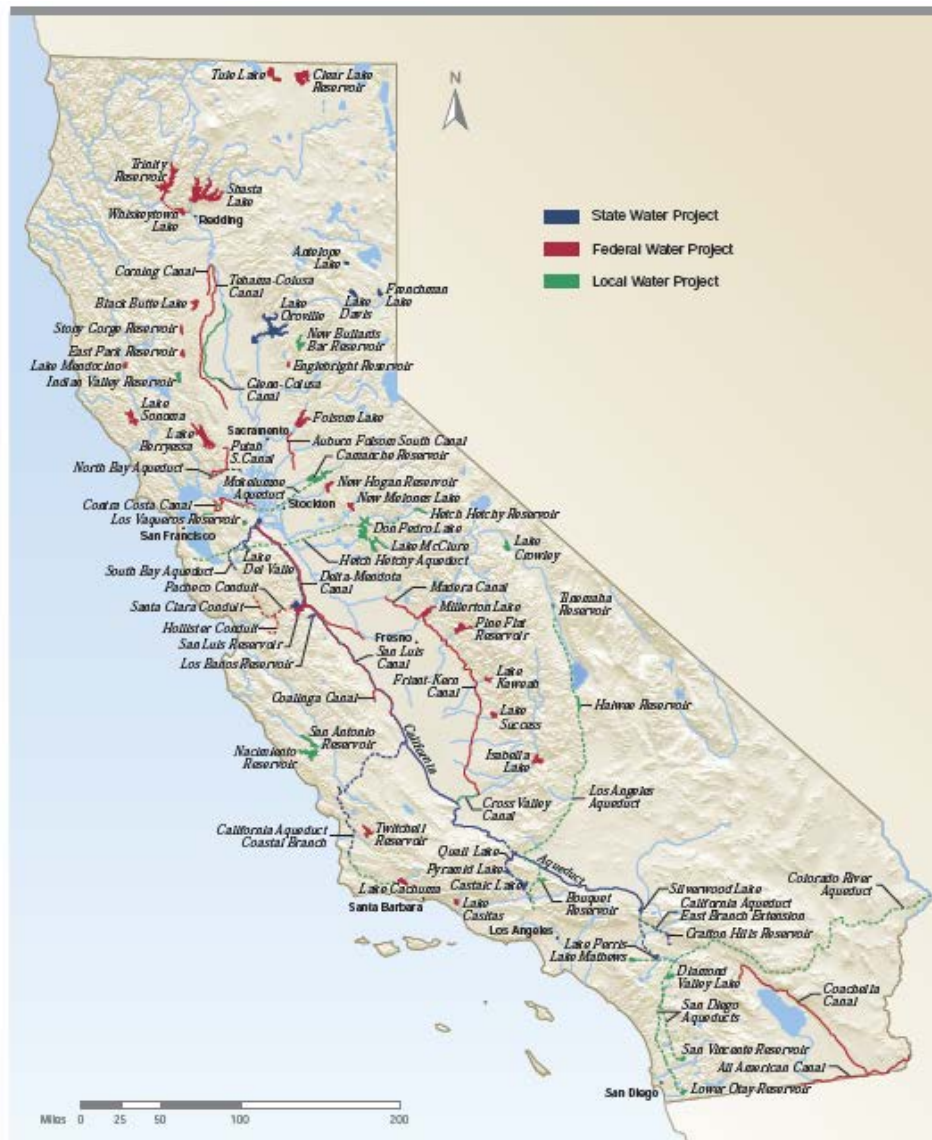 Tule Lake
Clear Lake
Reservoir
N
Trinity
Reservoir
Shasta
Lake
Whiskeytown
Lake
Redding
State Water Project
Federal Water Project
Local Water Project
Antelope
Lake
Corning Canal
Tehama-Colusa
Canal
Frenchman
Lake
Lake
Davis
Black Butte Lake
Lake
Oroville
Stony Gorge Reservoir
New Bullards
Bar Reservoir
East Park Reservoir
Lake Mendocino
Englebright Reservoir
Indian Valley Reservoir
Glenn-Colusa
Canal
Lake
Sonoma
Folsom Lake
Lake
Berryessa
Sacramento
Putah
S. Canal
Auburn Folsom South Canal
Camanche Reservoir
North Bay Aqueduct
Mokelumne
Aqueduct
New Hogan Reservoir
New Melones Lake
Contra Costa Canal
Stockton
Hetch Hetchy Reservoir
Los Vaqueros Reservoir
Don Pedro Lake
San Francisco
Lake McClure
Lake
Crowley
Lake
Del Valle
Hetch Hetchy Aqueduct
South Bay Aqueduct
Delta-Mendota
Canal
Madera Canal
Pacheco Conduit
Tinemaha
Reservoir
Santa Clara Conduit
Millerton Lake
Hollister Conduit
Pine Flat
Reservoir
San Luis Reservoir
Fresno
Los Banos Reservoir
San Luis
Canal
Lake
Kaweah
Friant-Kern
Canal
Coalinga Canal
Lake
Success
Haiwee Reservoir
San Antonio
Reservoir
California
Nacimiento
Reservoir
Isabella
Lake
Cross Valley
Canal
Los Angeles
Aqueduct
California Aqueduct
Coastal Branch
Twitchell
Reservoir
Quail Lake
Aqueduct
Pyramid Lake
Castaic Lake
Lake Cachuma
Bouquet
Reservoir
Silverwood Lake
Colorado River
Aqueduct
California Aqueduct
East Branch Extension
Santa Barbara
Lake
Casitas
Crafton Hills Reservoir
Los Angeles
Lake Perris
Lake Mathews
Diamond
Valley Lake
Coachella
Canal
San Diego
Aqueducts
San Vincente Reservoir
All American Canal
San Diego
Lower Otay Reservoir
Miles 0 25 50 100 200